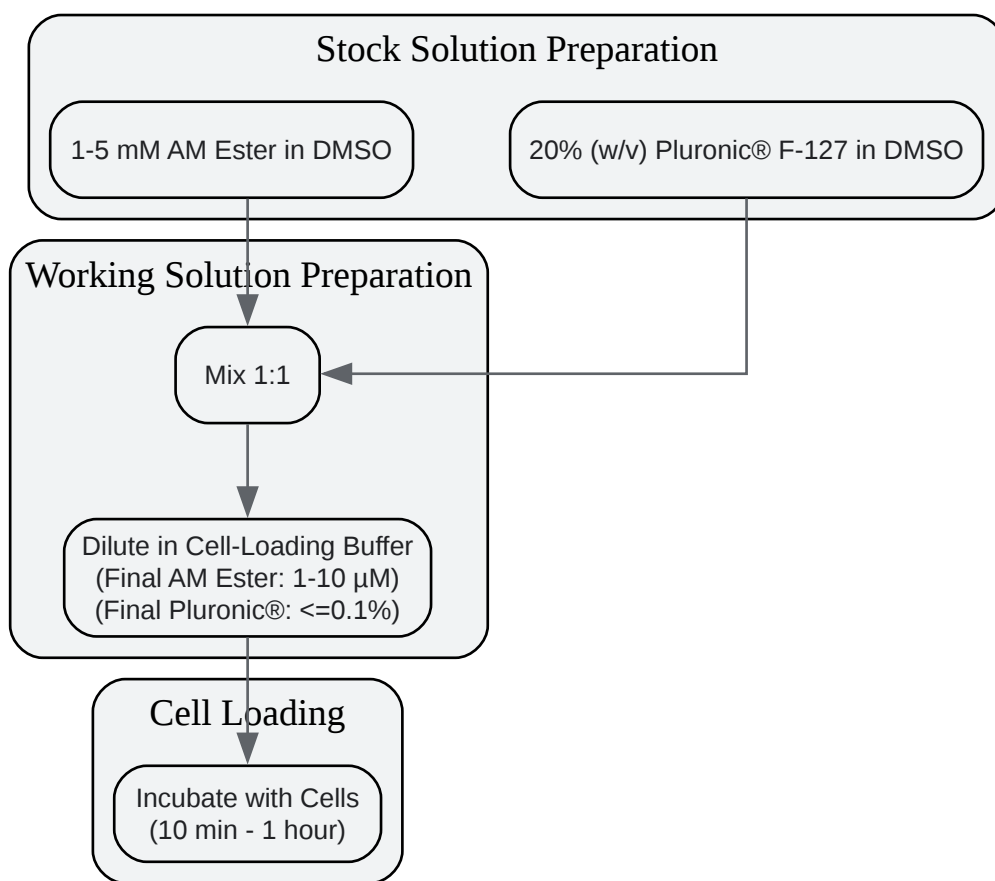 Stock Solution Preparation
1-5 mM AM Ester in DMSO
20% (w/v) Pluronic® F-127 in DMSO
Working Solution Preparation
Mix 1:1
Dilute in Cell-Loading Buffer
(Final AM Ester: 1-10 µM)
(Final Pluronic®: <=0.1%)
Cell Loading
Incubate with Cells
(10 min - 1 hour)